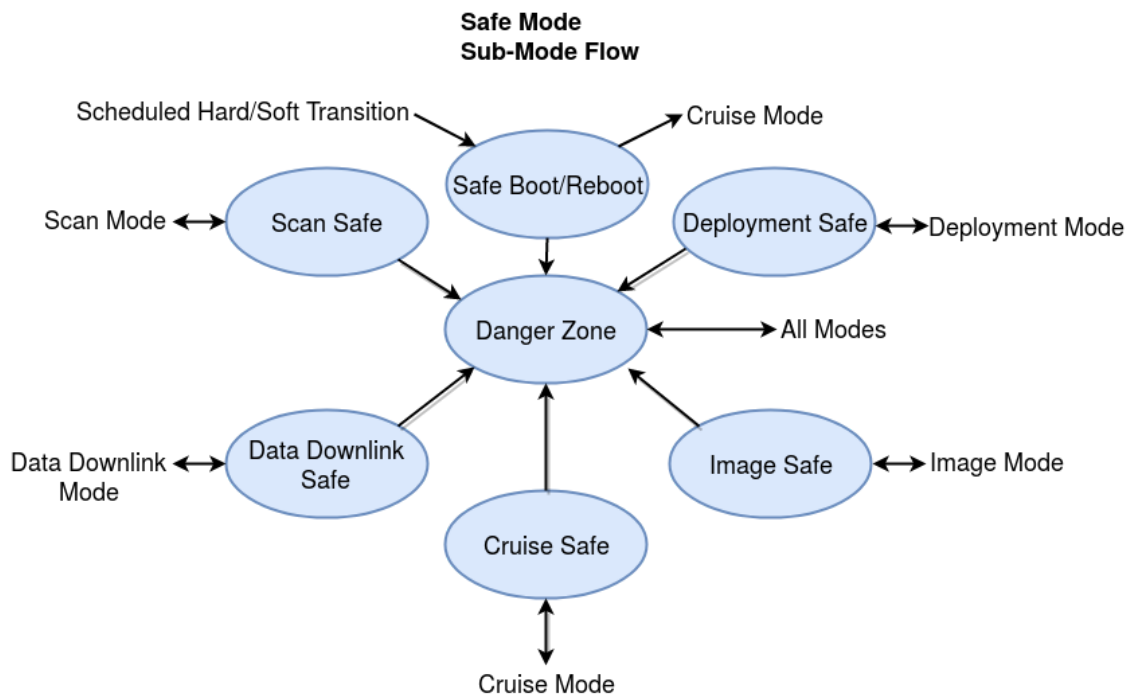 Safe Mode
Sub-Mode Flow
Scheduled Hard/Soft Transition
Cruise Mode
Safe Boot/Reboot
Scan Mode
Scan Safe
Deployment Safe
Deployment Mode
Danger Zone
All Modes
Data Downlink
Mode
Data Downlink
Safe
Image Safe
Image Mode
Cruise Safe
Cruise Mode